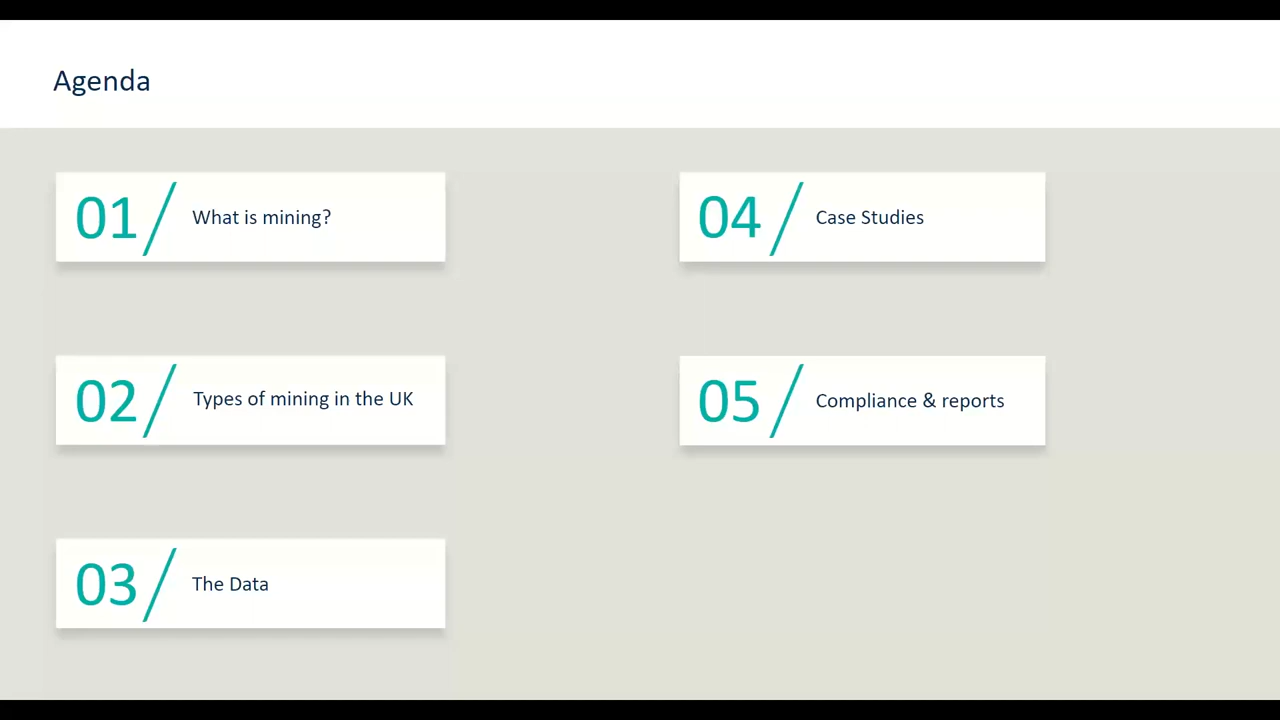 Agenda
01/ What is mining?
02/ Types of mining in the UK
03/ The Data
04/ Case Studies
05/ Compliance & reports